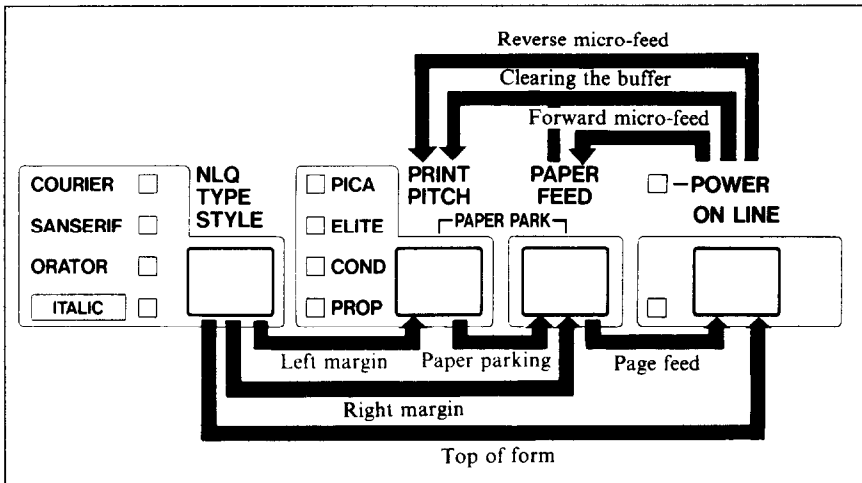 Reverse micro-feed
Clearing the buffer
Forward micro-feed
COURIER
SANSERIF
ORATOR
ITALIC
NLQ
TYPE
STYLE
PICA
ELITE
COND
PROP
PRINT
PITCH
PAPER
FEED
PAPER PARK
POWER
ON LINE
Left margin
Paper parking
Page feed
Right margin
Top of form